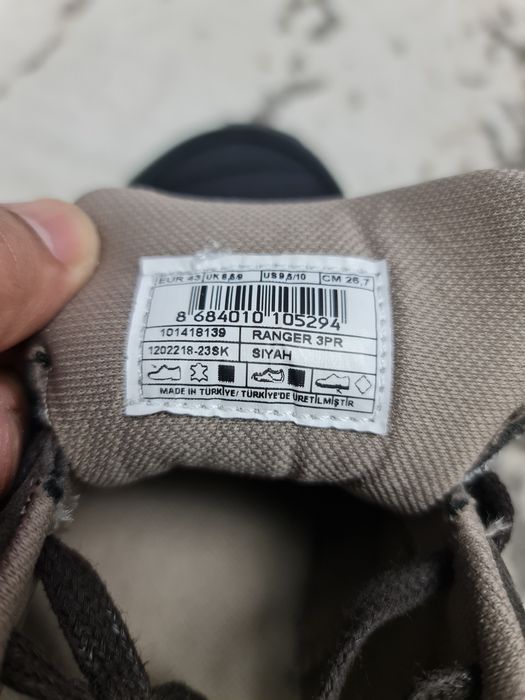 EUR 43 UK 8,5/9 US 9,5/10 CM 26,7
8 684010 105294
101418139 RANGER 3PR
1202218-23SK SIYAH
MADE IN TÜRKİYE/ TÜRKİYE'DE ÜRETİLMİŞTİR